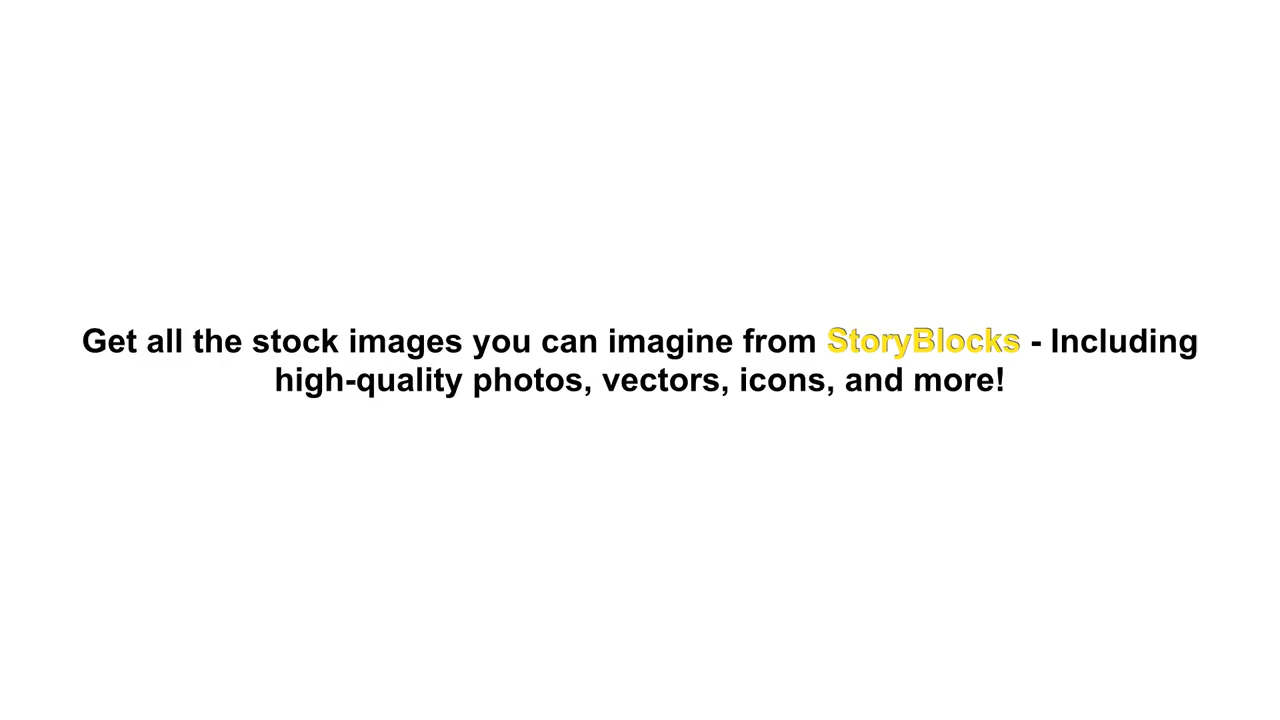 Get all the stock images you can imagine from StoryBlocks - Including
high-quality photos, vectors, icons, and more!